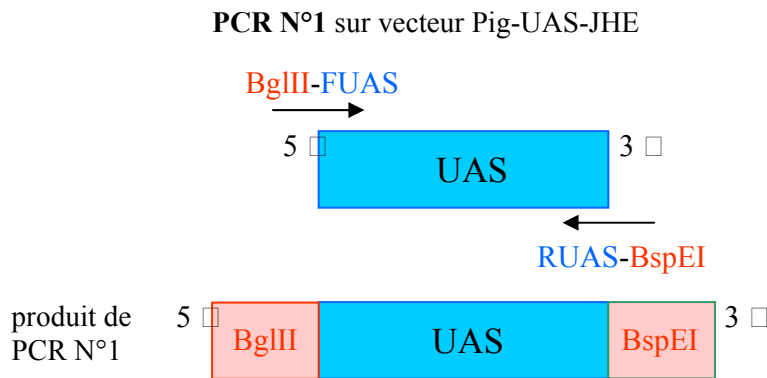 PCR N°1 sur vecteur Pig-UAS-JHE
BglII-FUAS
5 □ UAS 3 □
RUAS-BspEI
produit de
PCR N°1
5 □ BglII UAS BspEI 3 □